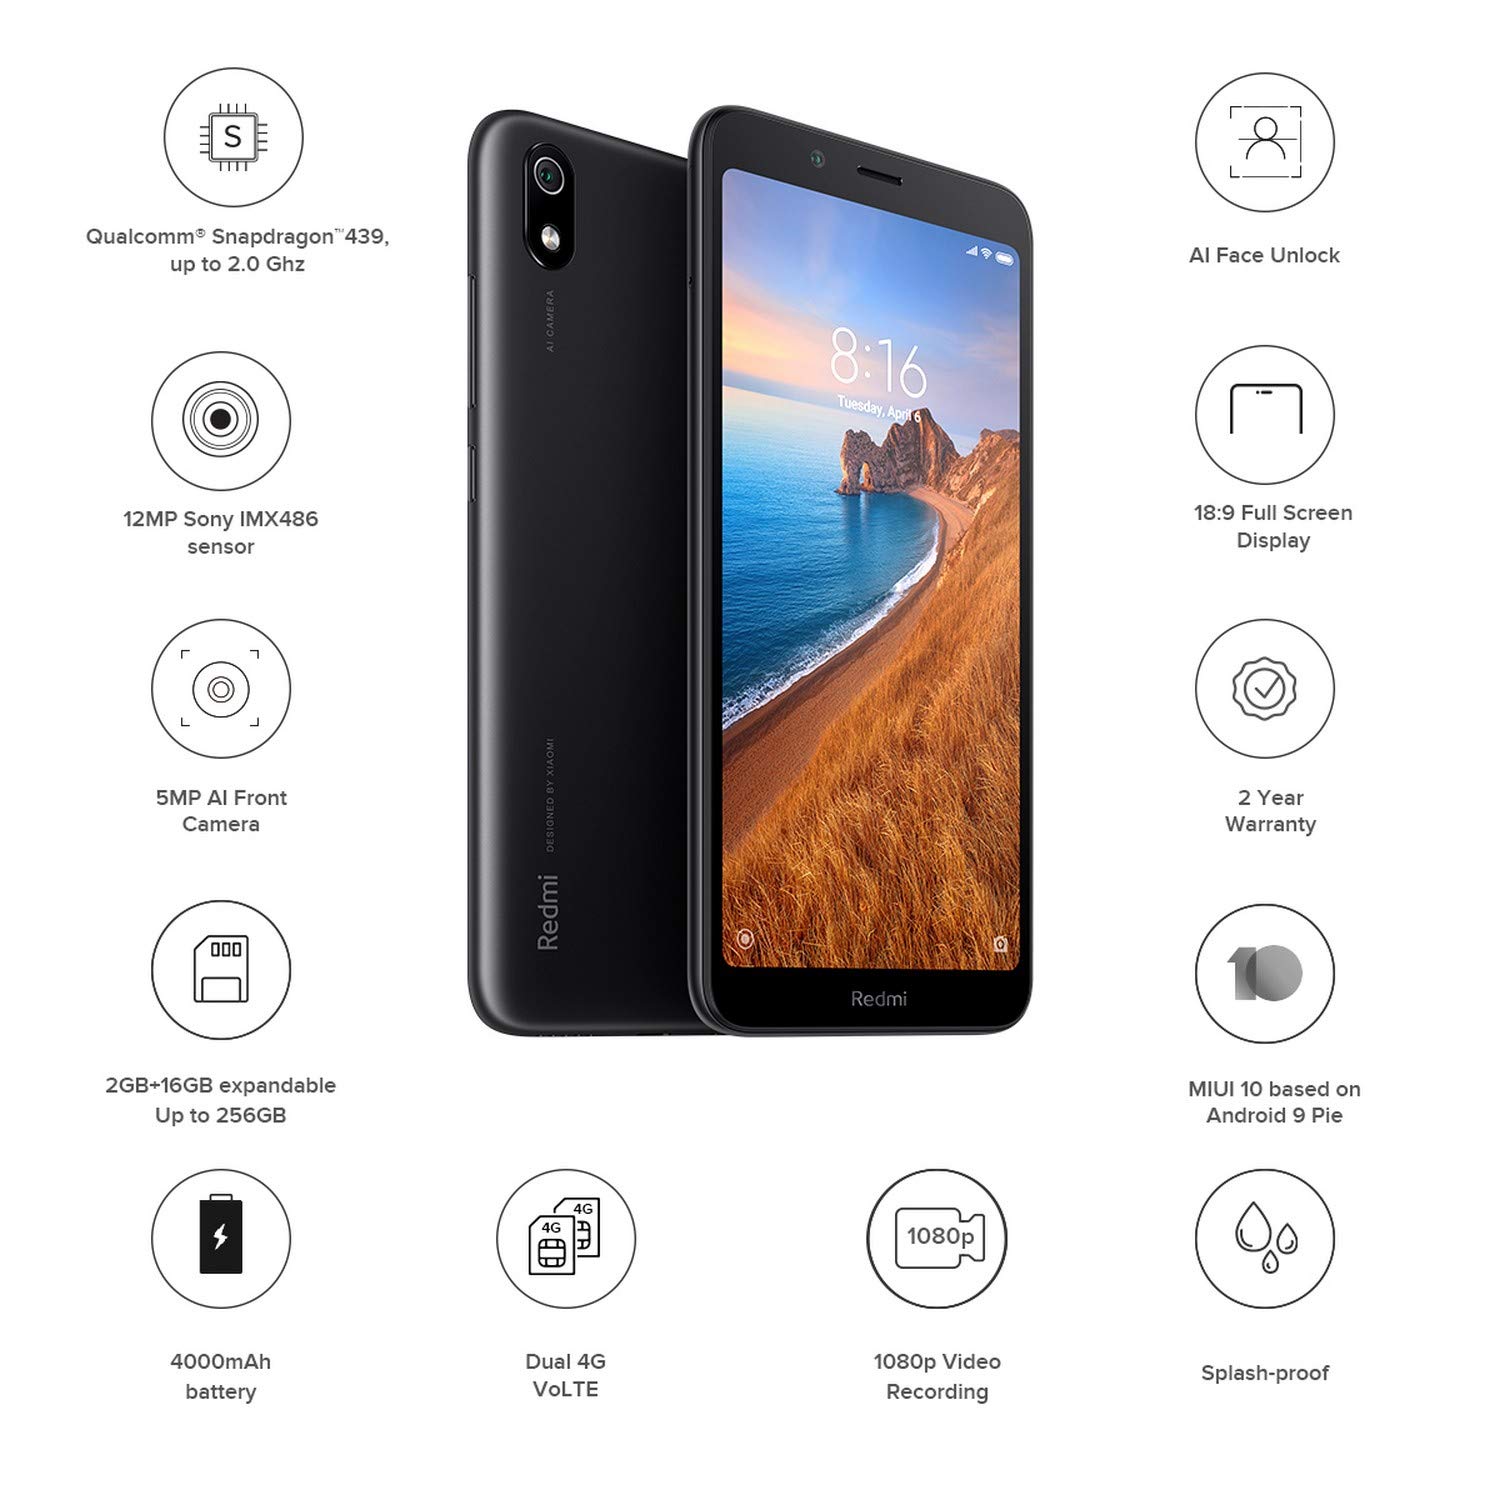 S
Qualcomm® Snapdragon™439,
up to 2.0 Ghz
12MP Sony IMX486
sensor
5MP AI Front
Camera
2GB+16GB expandable
Up to 256GB
4000mAh
battery
AI CAMERA
DESIGNED BY XIAOMI
Redmi
8:16
Tuesday, April 6
Redmi
4G
4G
Dual 4G
VoLTE
1080p
1080p Video
Recording
AI Face Unlock
18:9 Full Screen
Display
2 Year
Warranty
10
MIUI 10 based on
Android 9 Pie
Splash-proof